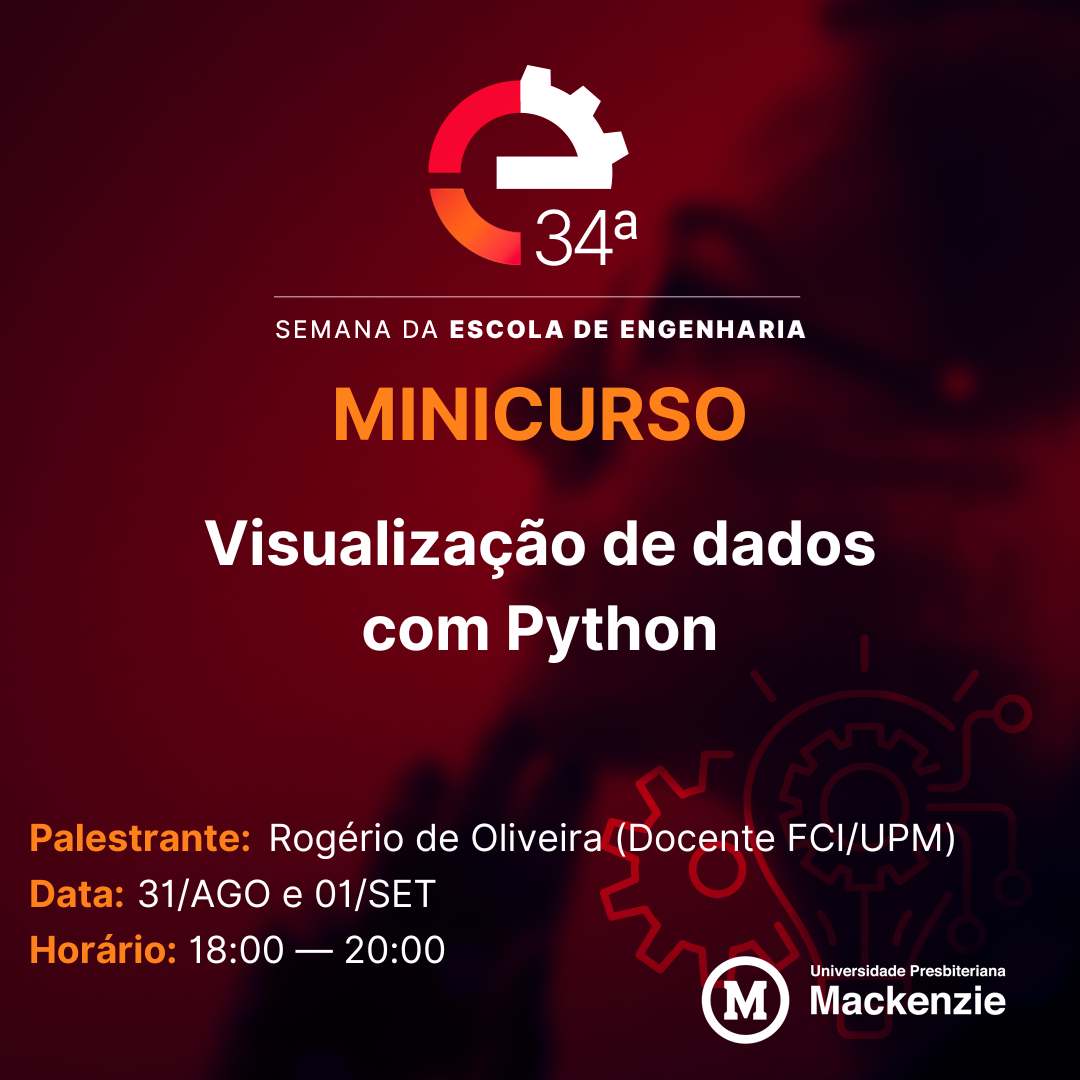 34ª
SEMANA DA ESCOLA DE ENGENHARIA
MINICURSO
Visualização de dados
com Python
Palestrante: Rogério de Oliveira (Docente FCI/UPM)
Data: 31/AGO e 01/SET
Horário: 18:00 — 20:00
M
Universidade Presbiteriana
Mackenzie